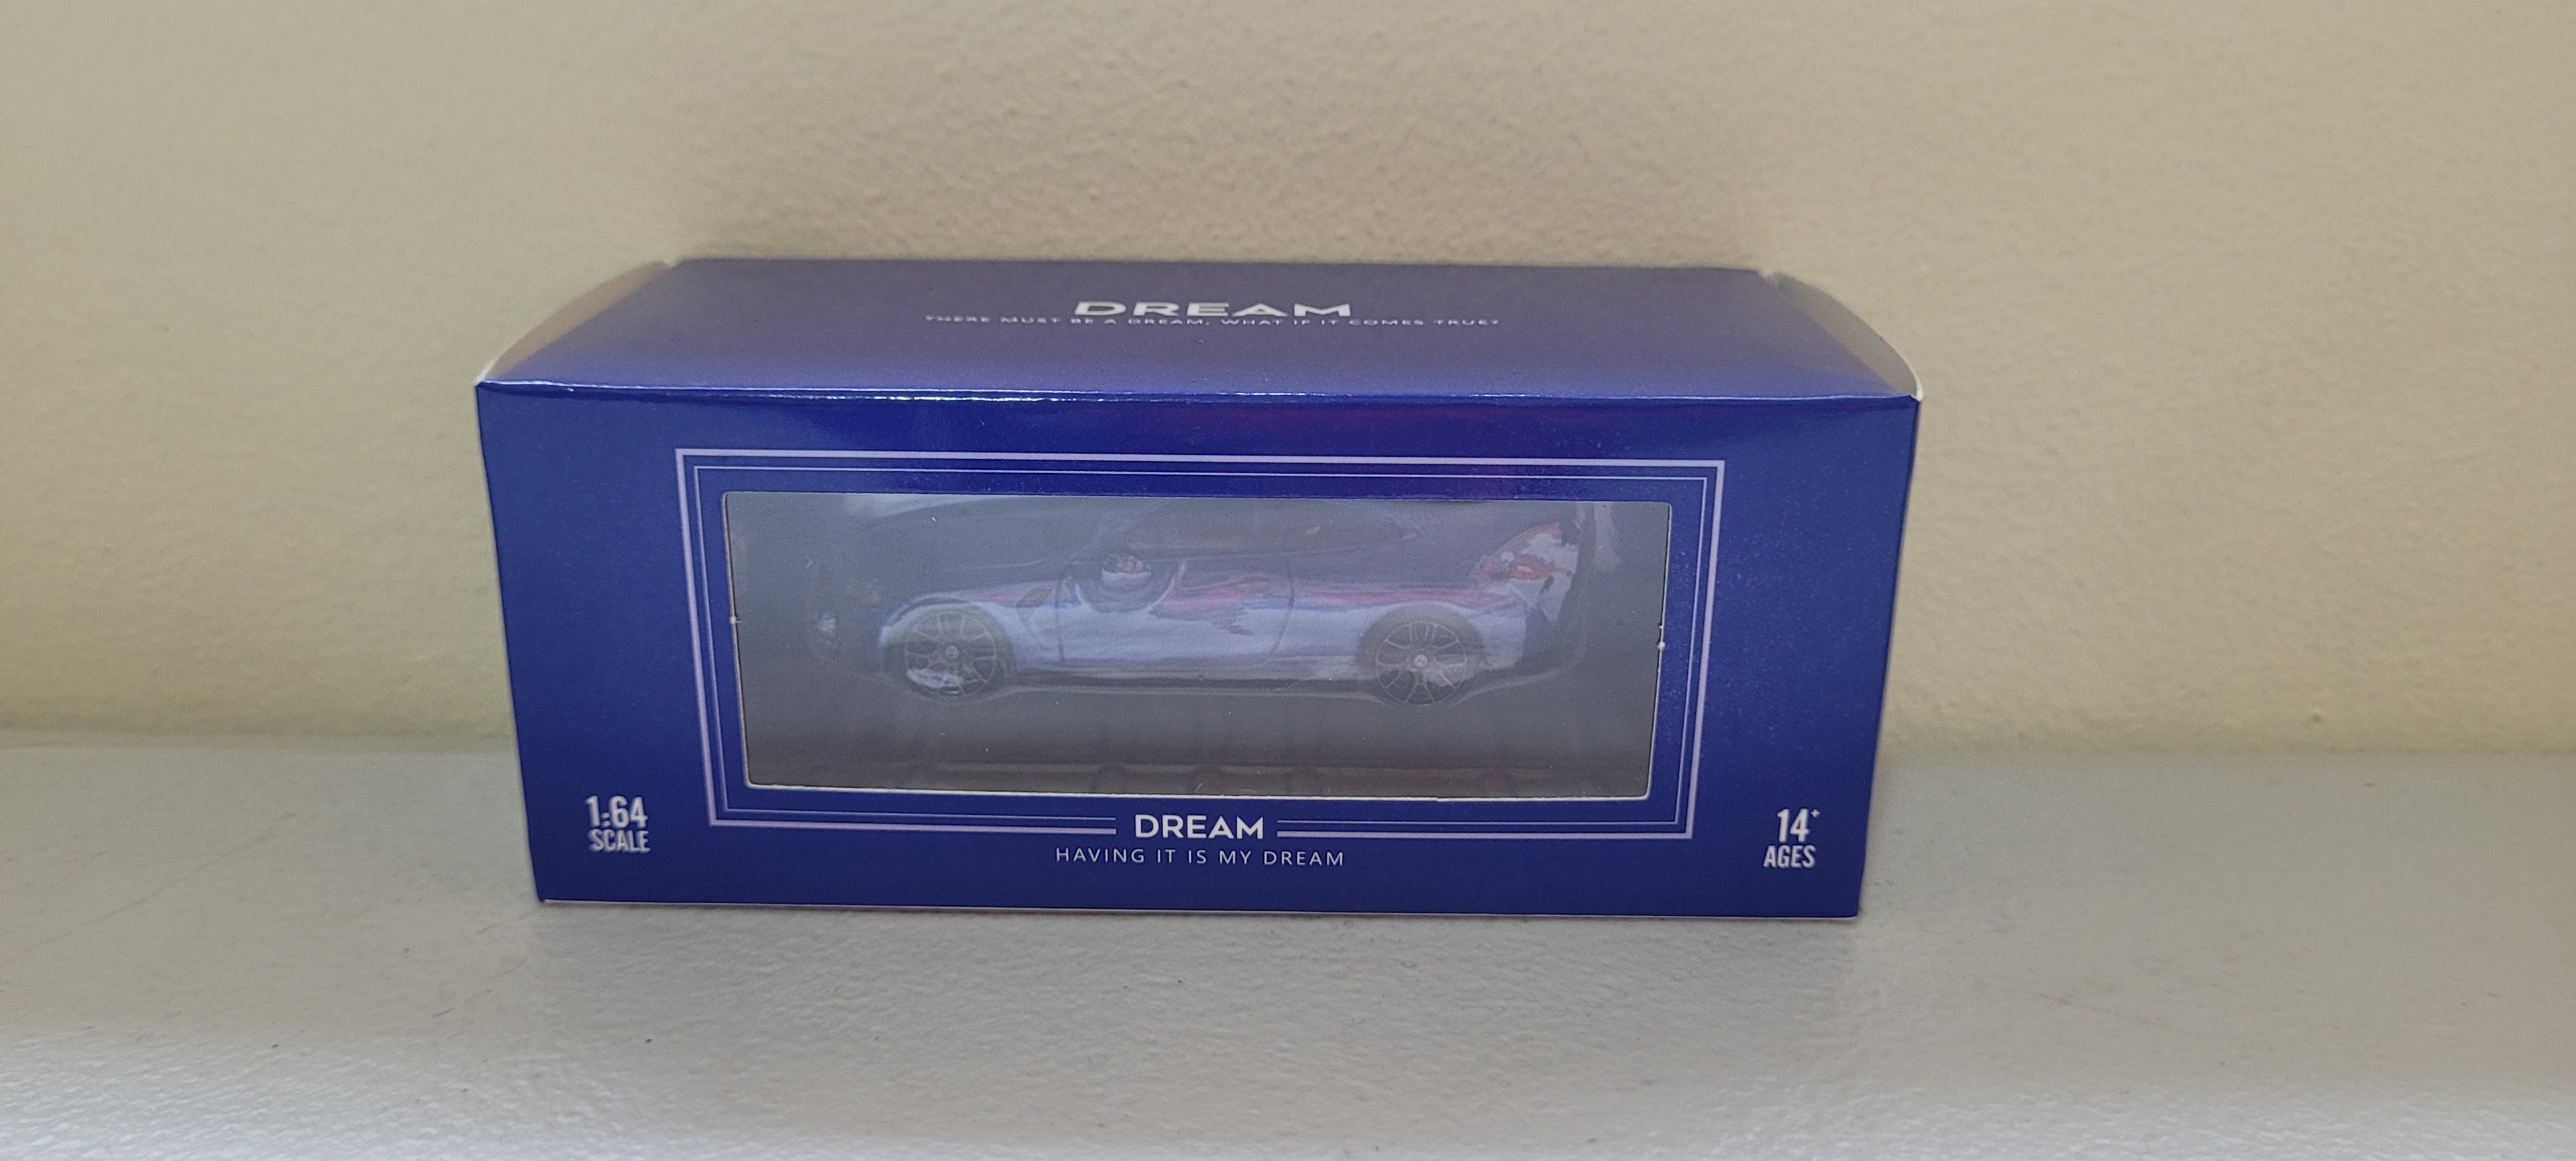 DREAM
THERE MUST BE A DREAM, WHAT IF IT COMES TRUE?
1:64
SCALE
DREAM
HAVING IT IS MY DREAM
14+
AGES